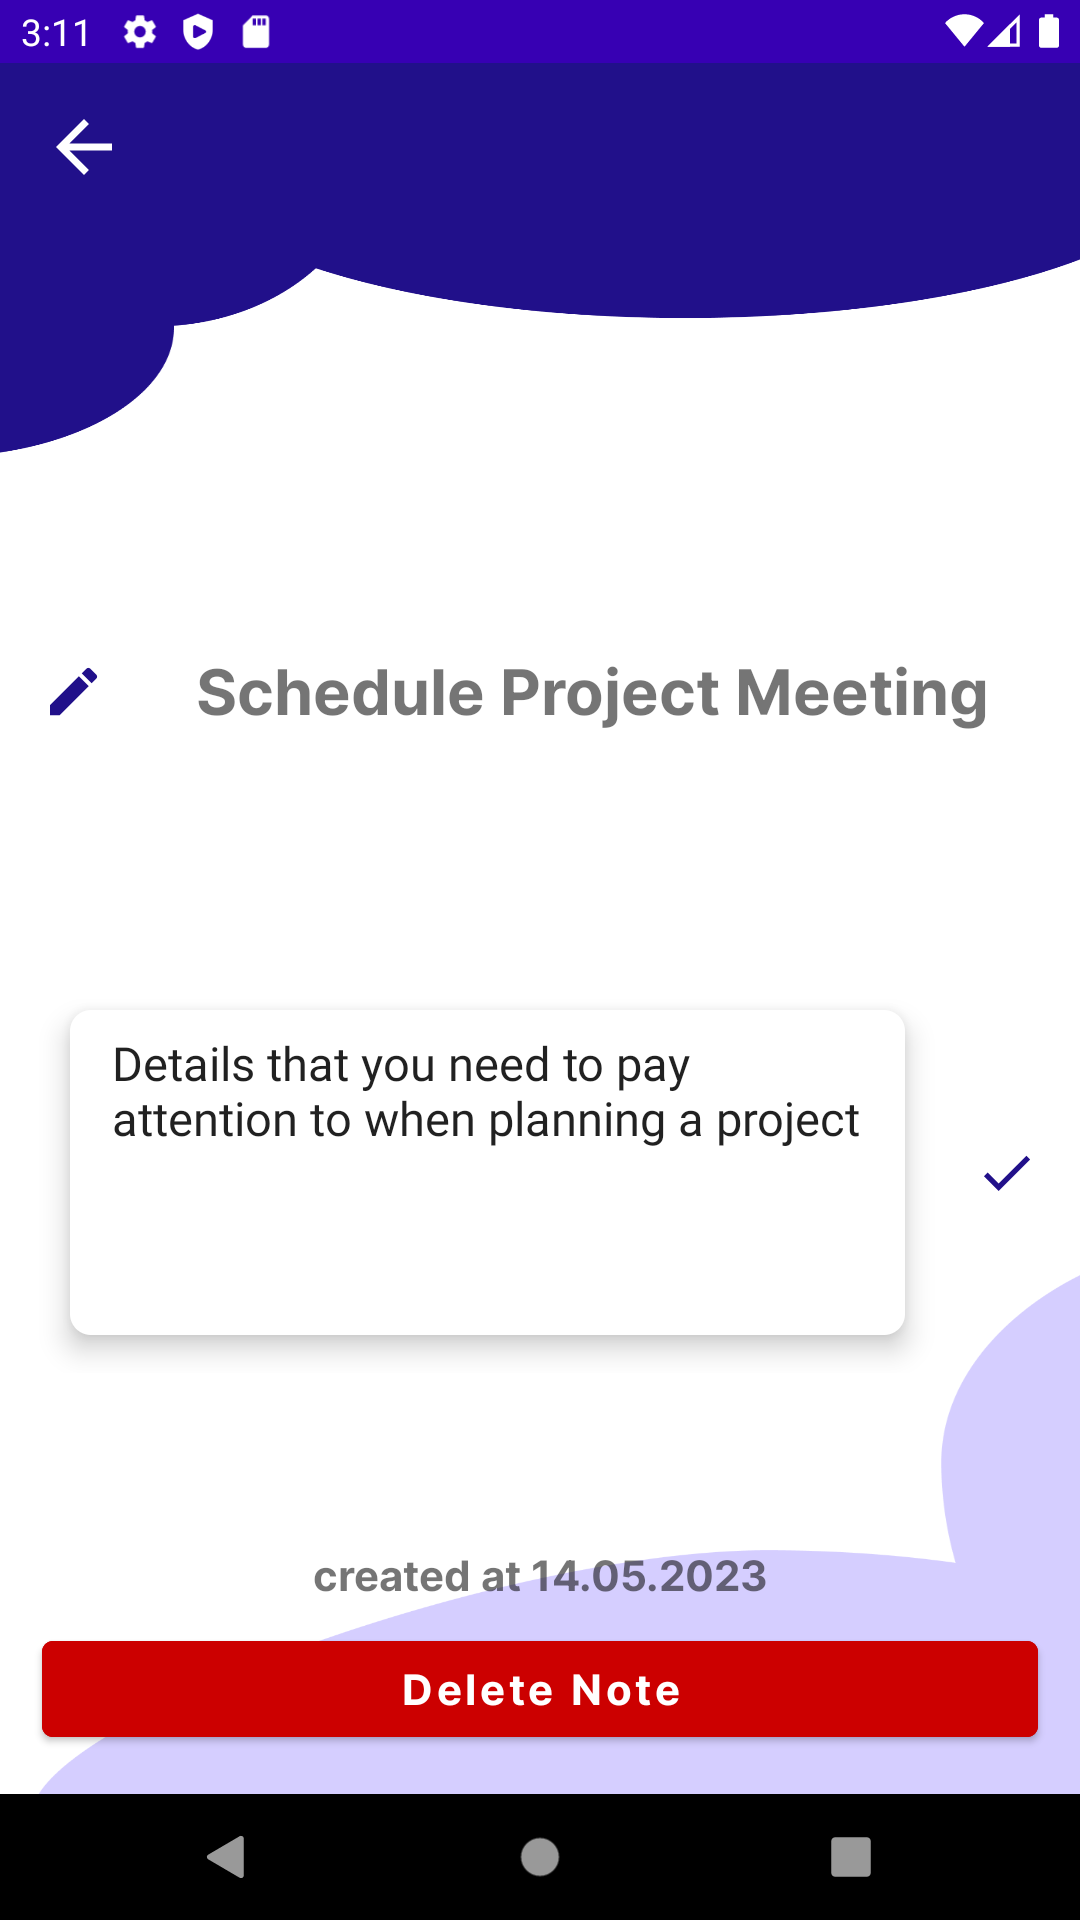 3:11
Schedule Project Meeting
Details that you need to pay
attention to when planning a project
created at 14.05.2023
Delete Note